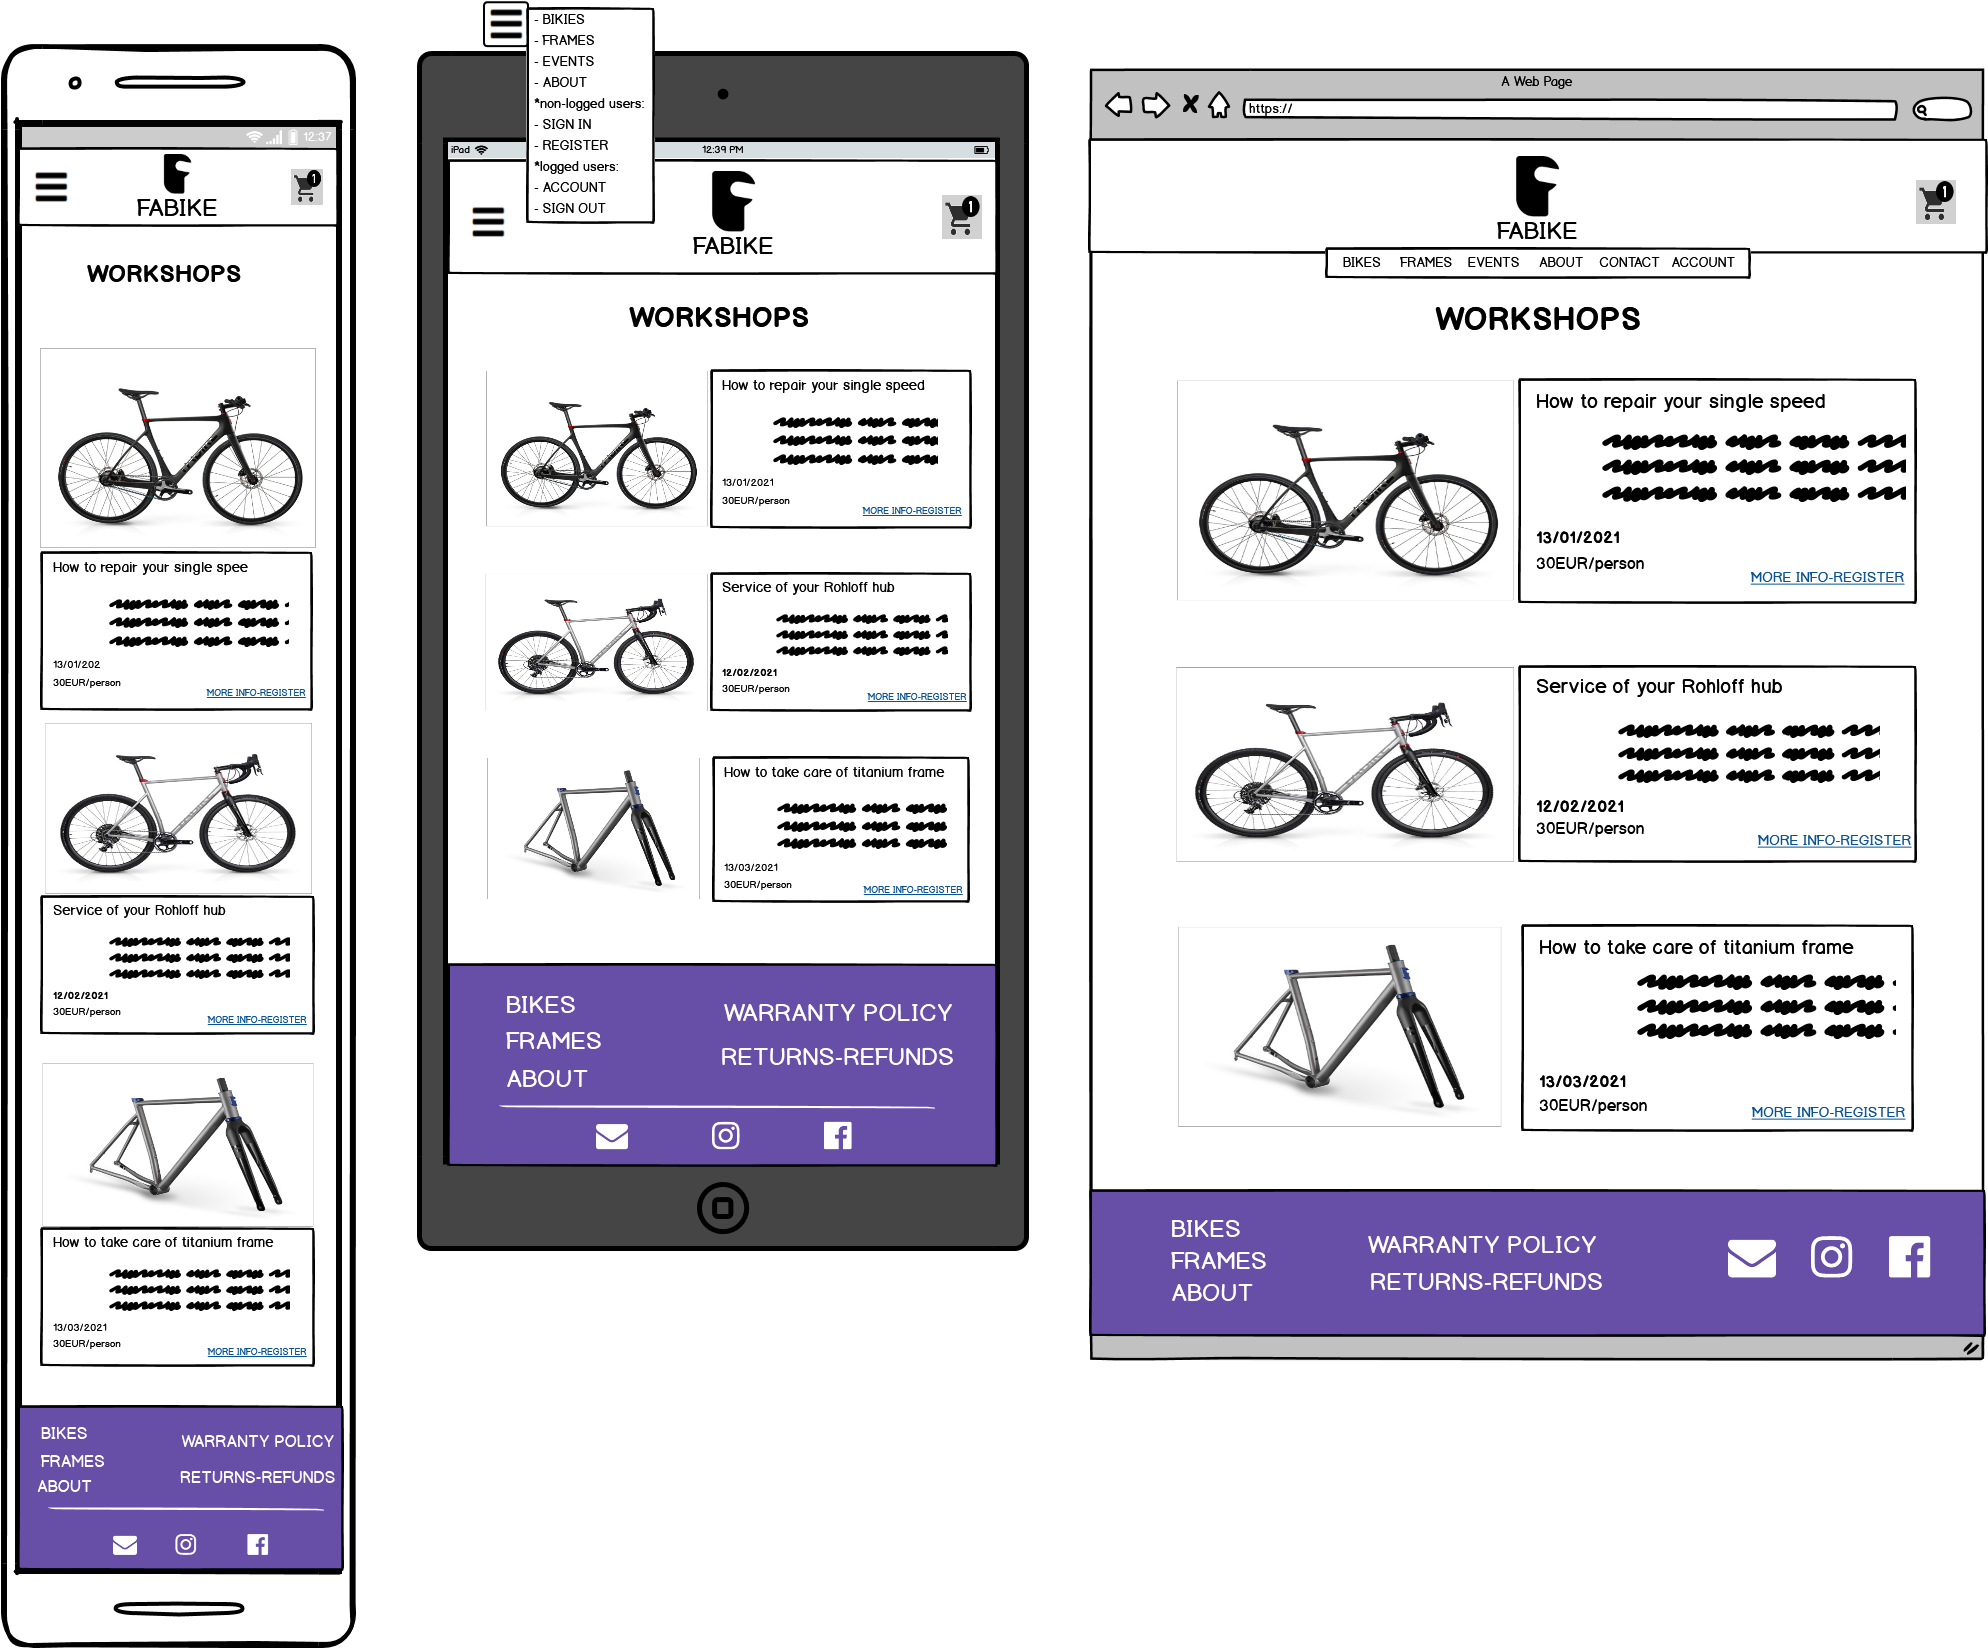 12:37
1
FABIKE
WORKSHOPS
How to repair your single spee
13/01/202
30EUR/person
MORE INFO-REGISTER
Service of your Rohloff hub
12/02/2021
30EUR/person
MORE INFO-REGISTER
How to take care of titanium frame
13/03/2021
30EUR/person
MORE INFO-REGISTER
BIKES
FRAMES
ABOUT
WARRANTY POLICY
RETURNS-REFUNDS
- BIKIES
- FRAMES
- EVENTS
- ABOUT
*non-logged users:
- SIGN IN
- REGISTER
*logged users:
- ACCOUNT
- SIGN OUT
iPad
12:39 PM
1
FABIKE
WORKSHOPS
How to repair your single speed
13/01/2021
30EUR/person
MORE INFO-REGISTER
Service of your Rohloff hub
12/02/2021
30EUR/person
MORE INFO-REGISTER
How to take care of titanium frame
13/03/2021
30EUR/person
MORE INFO-REGISTER
BIKES
FRAMES
ABOUT
WARRANTY POLICY
RETURNS-REFUNDS
A Web Page
https://
1
FABIKE
BIKES FRAMES EVENTS ABOUT CONTACT ACCOUNT
WORKSHOPS
How to repair your single speed
13/01/2021
30EUR/person
MORE INFO-REGISTER
Service of your Rohloff hub
12/02/2021
30EUR/person
MORE INFO-REGISTER
How to take care of titanium frame
13/03/2021
30EUR/person
MORE INFO-REGISTER
BIKES
FRAMES
ABOUT
WARRANTY POLICY
RETURNS-REFUNDS